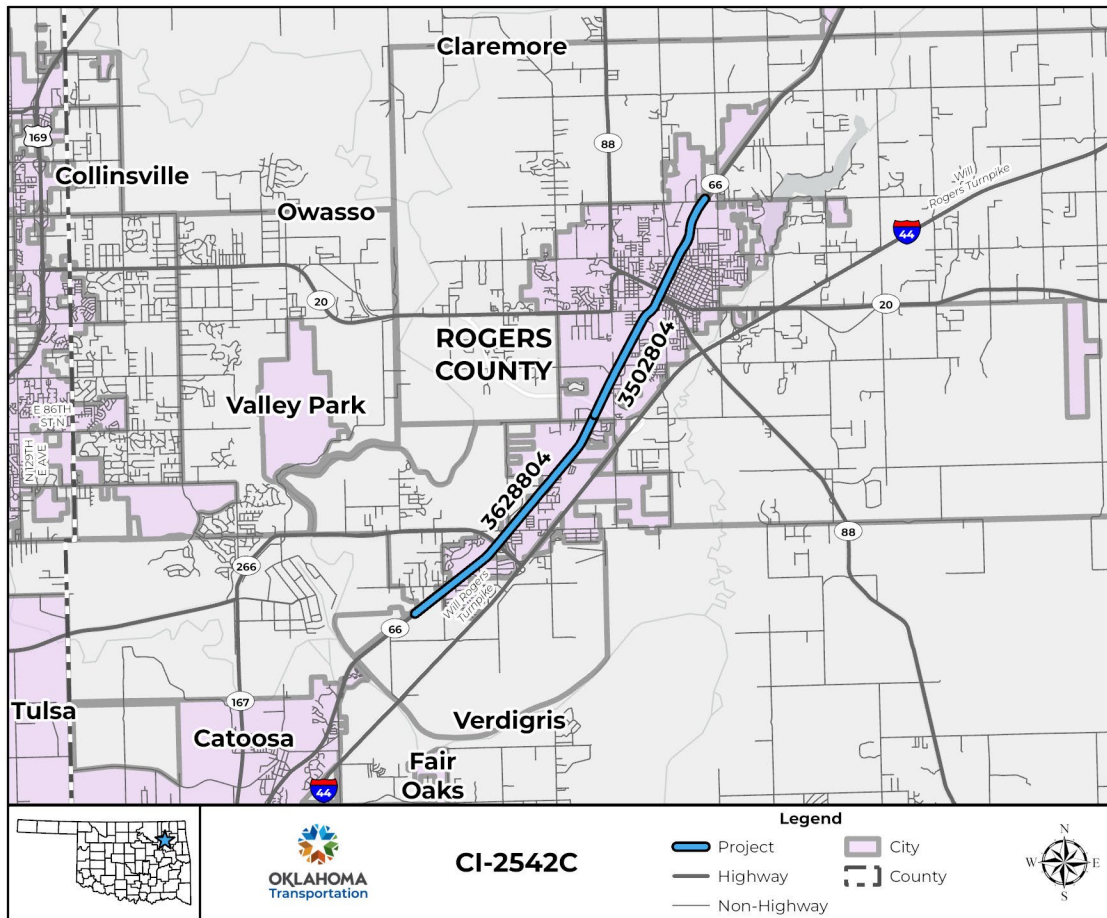 Claremore
169
88
Collinsville
66
Will
Rogers Turnpike
Owasso
44
20
20
ROGERS
COUNTY
3502804
Valley Park
E 86TH
ST N
N 129TH
E AVE
3628804
88
266
Will Rogers
Turnpike
66
167
Tulsa
Verdigris
Catoosa
Fair
Oaks
44
OKLAHOMA
Transportation
CI-2542C
Legend
Project
City
Highway
County
Non-Highway
N
W
E
S